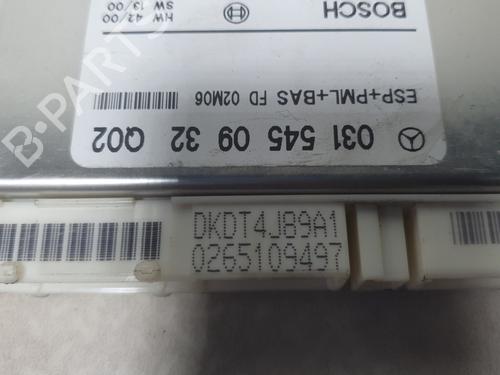 031 545 09 32 Q02
ESP+PML+BAS FD 02M06
BOSCH
HW 42/00
SW 13/00
DKDT4J89A1
0265109497
B-Parts